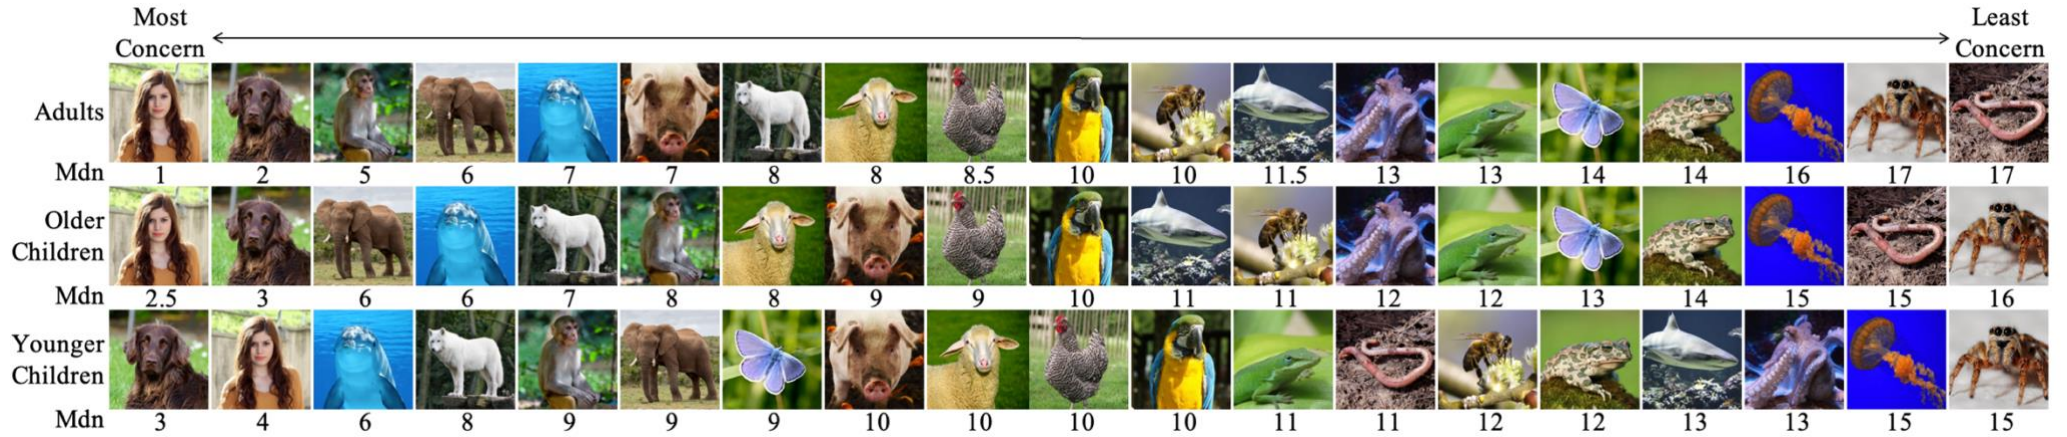 Most
Concern
Least
Concern
Adults
Mdn 1 2 5 6 7 7 8 8 8.5 10 10 11.5 13 13 14 14 16 17 17
Older
Children
Mdn 2.5 3 6 6 7 8 8 9 9 10 11 11 12 12 13 14 15 15 16
Younger
Children
Mdn 3 4 6 8 9 9 9 10 10 10 10 11 11 12 12 13 13 15 15